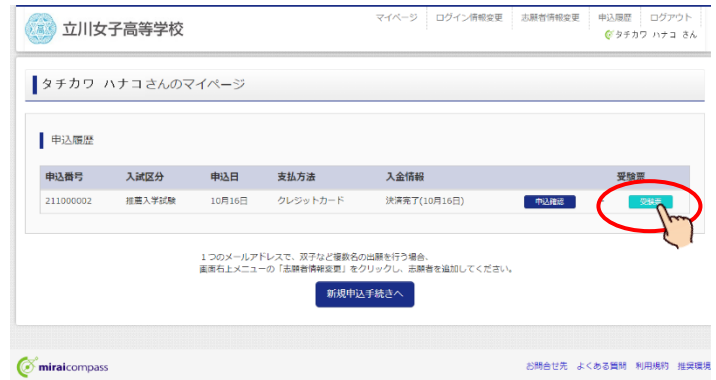 立川女子高等学校
マイページ ログイン情報変更 志願者情報変更 申込履歴 ログアウト
タチカワ ハナコ さん
タチカワ ハナコさんのマイページ
申込履歴
申込番号 入試区分 申込日 支払方法 入金情報 受験票
211000002 推薦入学試験 10月16日 クレジットカード 決済完了(10月16日) 申込確認 - 受験票
1つのメールアドレスで、双子など複数名の出願を行う場合、
画面右上メニューの「志願者情報変更」をクリックし、志願者を追加してください。
新規申込手続きへ
miraicompass
お問合せ先 よくある質問 利用規約 推奨環境